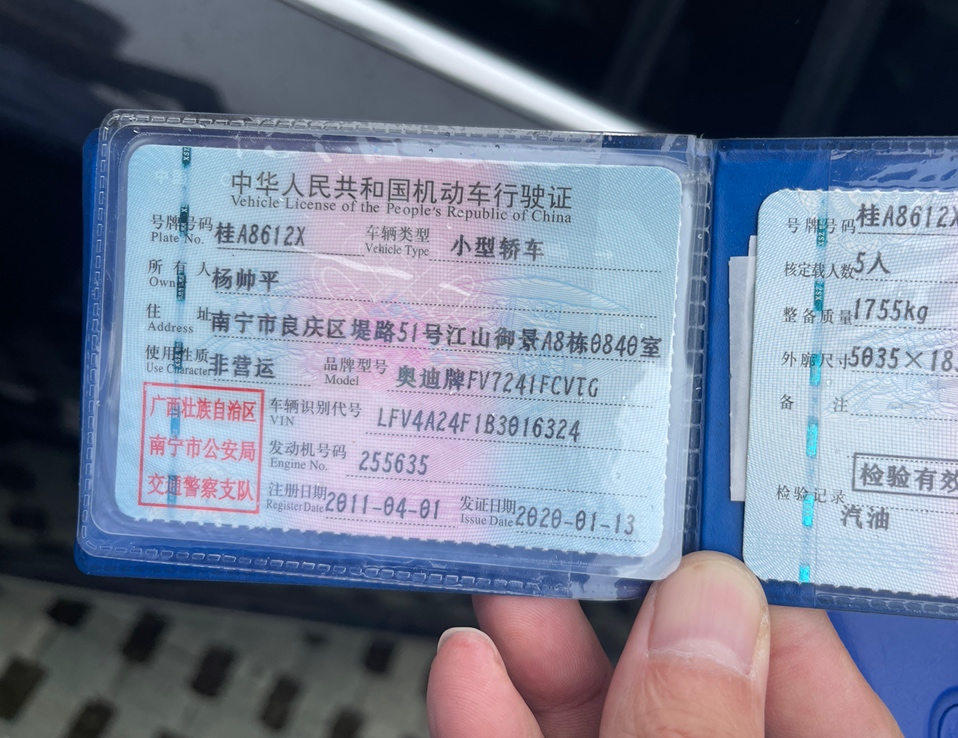 中华人民共和国机动车行驶证
Vehicle License of the People's Republic of China
号牌号码 桂A8612X 车辆类型 小型轿车
Plate No. Vehicle Type
所有人 杨帅平
Owner
住址 南宁市良庆区堤路51号江山御景A8栋0840室
Address
使用性质 非营运 品牌型号 奥迪牌FV7241FCVTG
Use Character Model
广西壮族自治区
南宁市公安局
交通警察支队
车辆识别代号 LFV4A24F1B3016324
VIN
发动机号码 255635
Engine No.
注册日期 2011-04-01 发证日期 2020-01-13
Register Date Issue Date
号牌号码 桂A8612X
核定载人数 5人
整备质量 1755kg
外廓尺寸 5035×18
备注
检验有效
检验记录
汽油